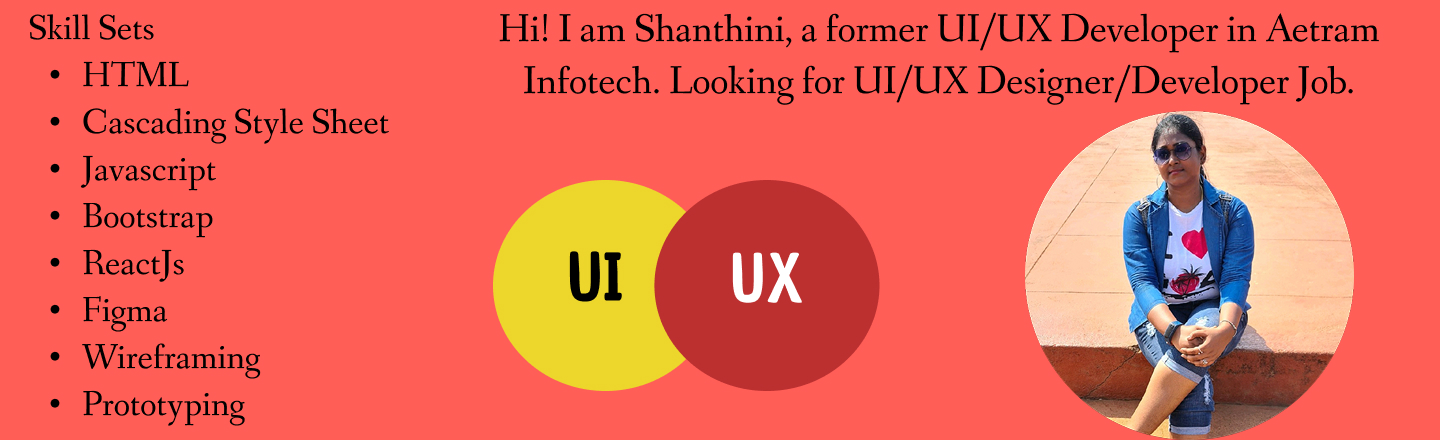 Skill Sets
• HTML
• Cascading Style Sheet
• Javascript
• Bootstrap
• ReactJs
• Figma
• Wireframing
• Prototyping
Hi! I am Shanthini, a former UI/UX Developer in Aetram
Infotech. Looking for UI/UX Designer/Developer Job.
UI
UX
I